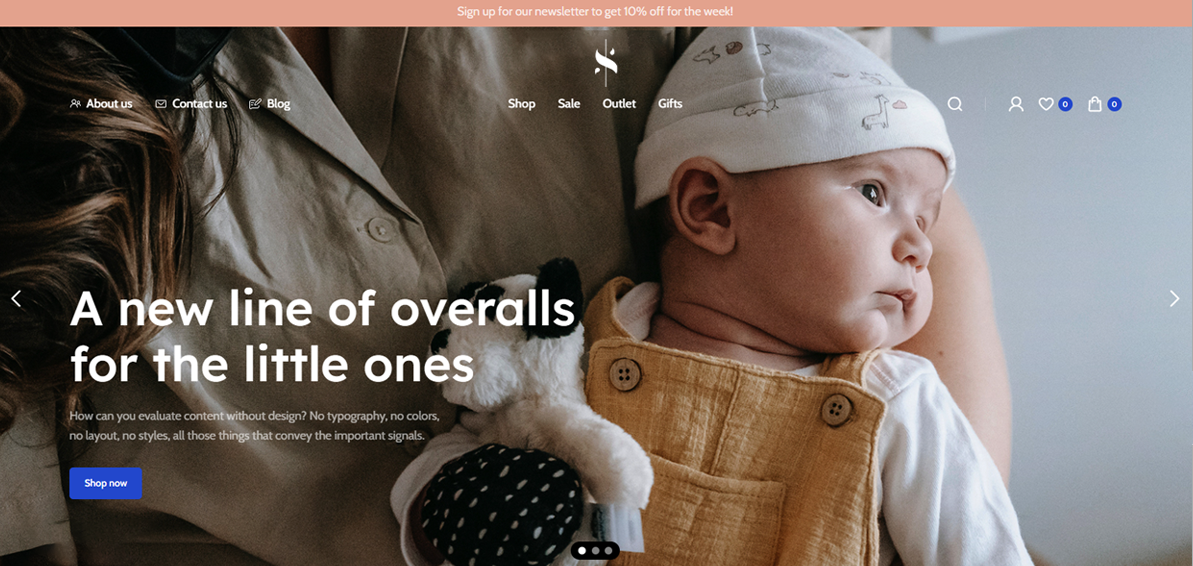 Sign up for our newsletter to get 10% off for the week!
About us Contact us Blog Shop Sale Outlet Gifts 0 0
A new line of overalls
for the little ones
How can you evaluate content without design? No typography, no colors,
no layout, no styles, all those things that convey the important signals.
Shop now